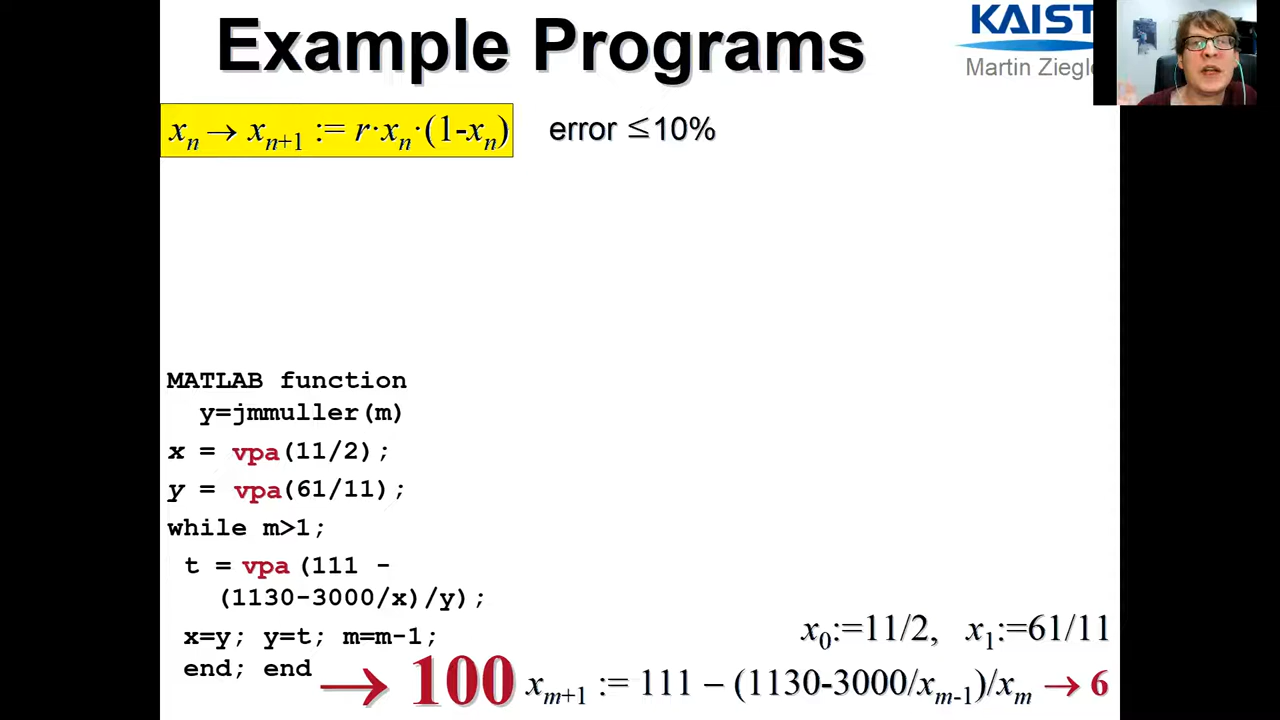 Example Programs
KAIST
Martin Ziegl
xₙ → xₙ₊₁ := r·xₙ·(1-xₙ) error ≤10%
MATLAB function
y=jmmuller(m)
x = vpa(11/2);
y = vpa(61/11);
while m>1;
t = vpa (111 -
(1130-3000/x)/y);
x=y; y=t; m=m-1;
end; end → 100
x₀:=11/2, x₁:=61/11
xₘ₊₁ := 111 – (1130-3000/xₘ₋₁)/xₘ → 6